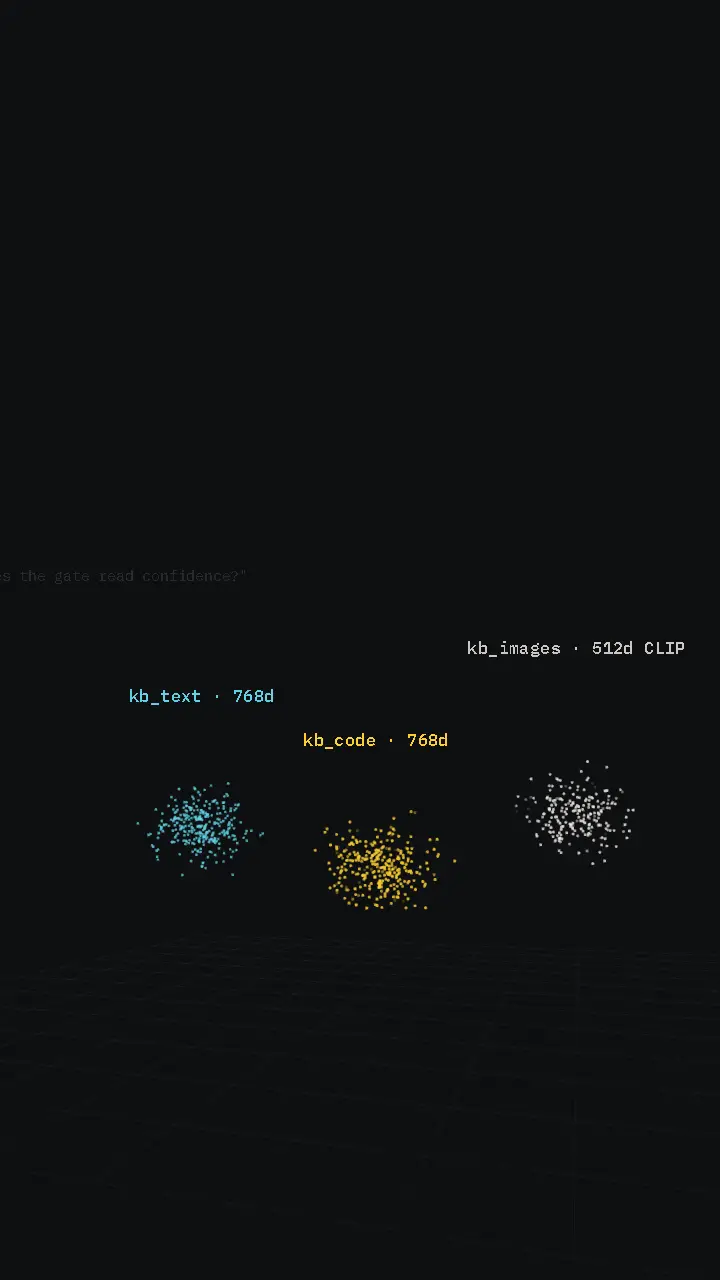 the gate read confidence?"
kb_images · 512d CLIP
kb_text · 768d
kb_code · 768d